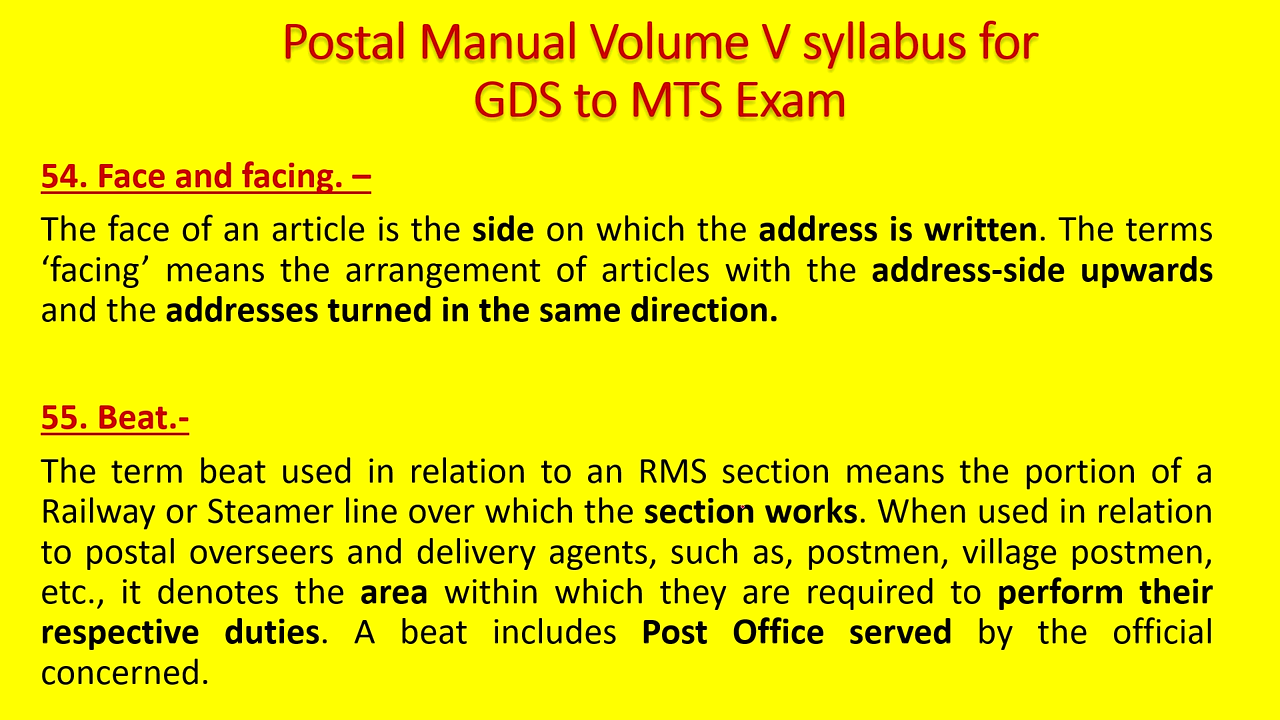 Postal Manual Volume V syllabus for
GDS to MTS Exam
54. Face and facing. –
The face of an article is the side on which the address is written. The terms
‘facing’ means the arrangement of articles with the address-side upwards
and the addresses turned in the same direction.
55. Beat.-
The term beat used in relation to an RMS section means the portion of a
Railway or Steamer line over which the section works. When used in relation
to postal overseers and delivery agents, such as, postmen, village postmen,
etc., it denotes the area within which they are required to perform their
respective duties. A beat includes Post Office served by the official
concerned.